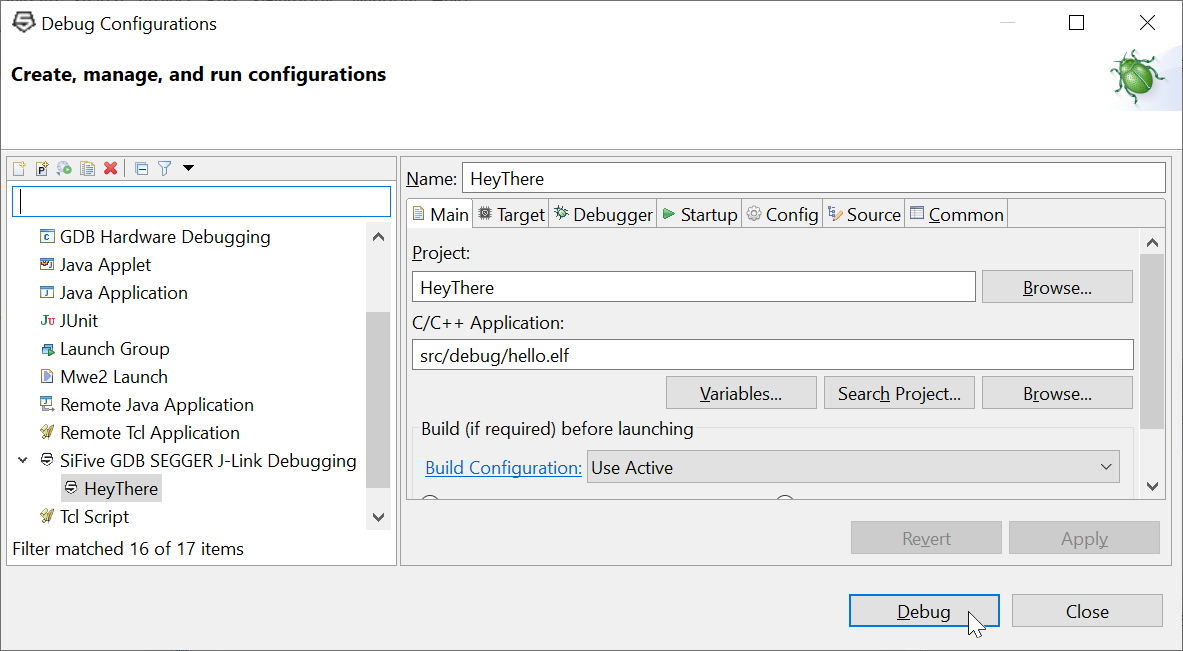 Debug Configurations
Create, manage, and run configurations
Name: HeyThere
Main Target Debugger Startup Config Source Common
GDB Hardware Debugging
Java Applet
Java Application
JUnit
Launch Group
Mwe2 Launch
Remote Java Application
Remote Tcl Application
SiFive GDB SEGGER J-Link Debugging
HeyThere
Tcl Script
Filter matched 16 of 17 items
Project:
HeyThere Browse...
C/C++ Application:
src/debug/hello.elf
Variables... Search Project... Browse...
Build (if required) before launching
Build Configuration: Use Active
Revert Apply
Debug Close